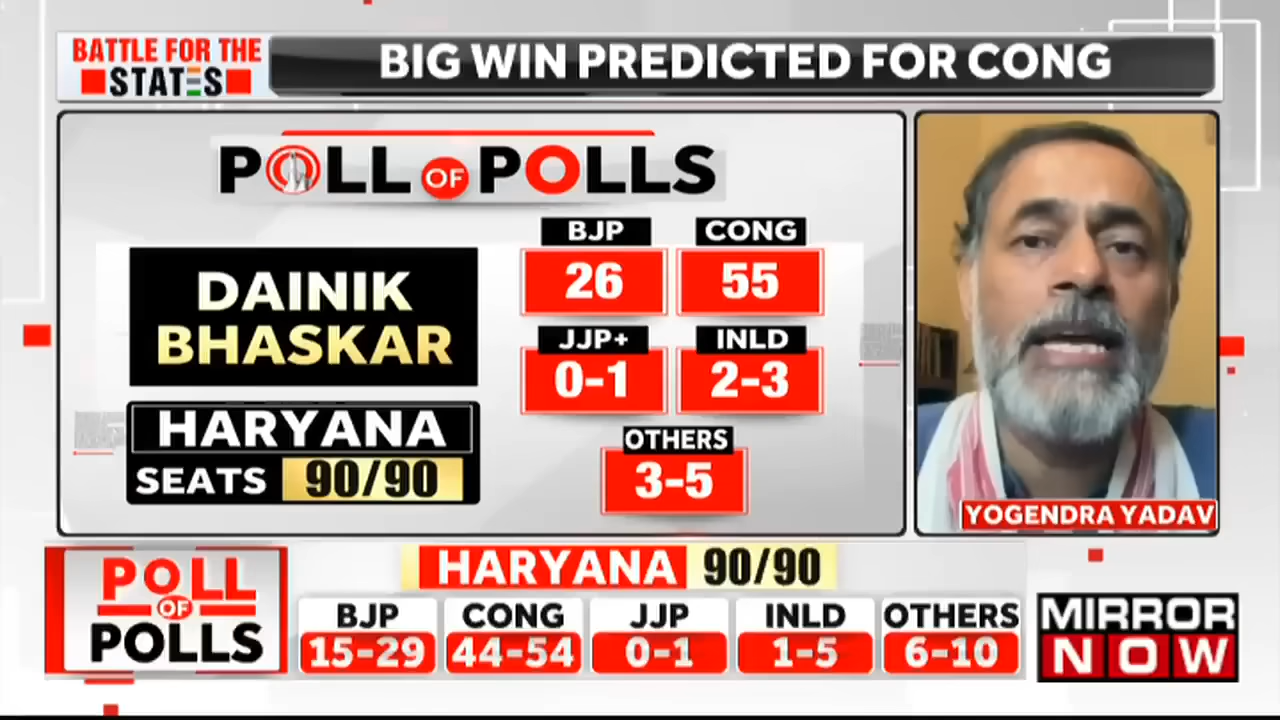 BATTLE FOR THE
STATES
BIG WIN PREDICTED FOR CONG
POLL OF POLLS
DAINIK
BHASKAR
HARYANA
SEATS 90/90
BJP CONG
26 55
JJP+ INLD
0-1 2-3
OTHERS
3-5
YOGENDRA YADAV
POLL
OF
POLLS
HARYANA 90/90
BJP CONG JJP INLD OTHERS
15-29 44-54 0-1 1-5 6-10
MIRROR
NOW